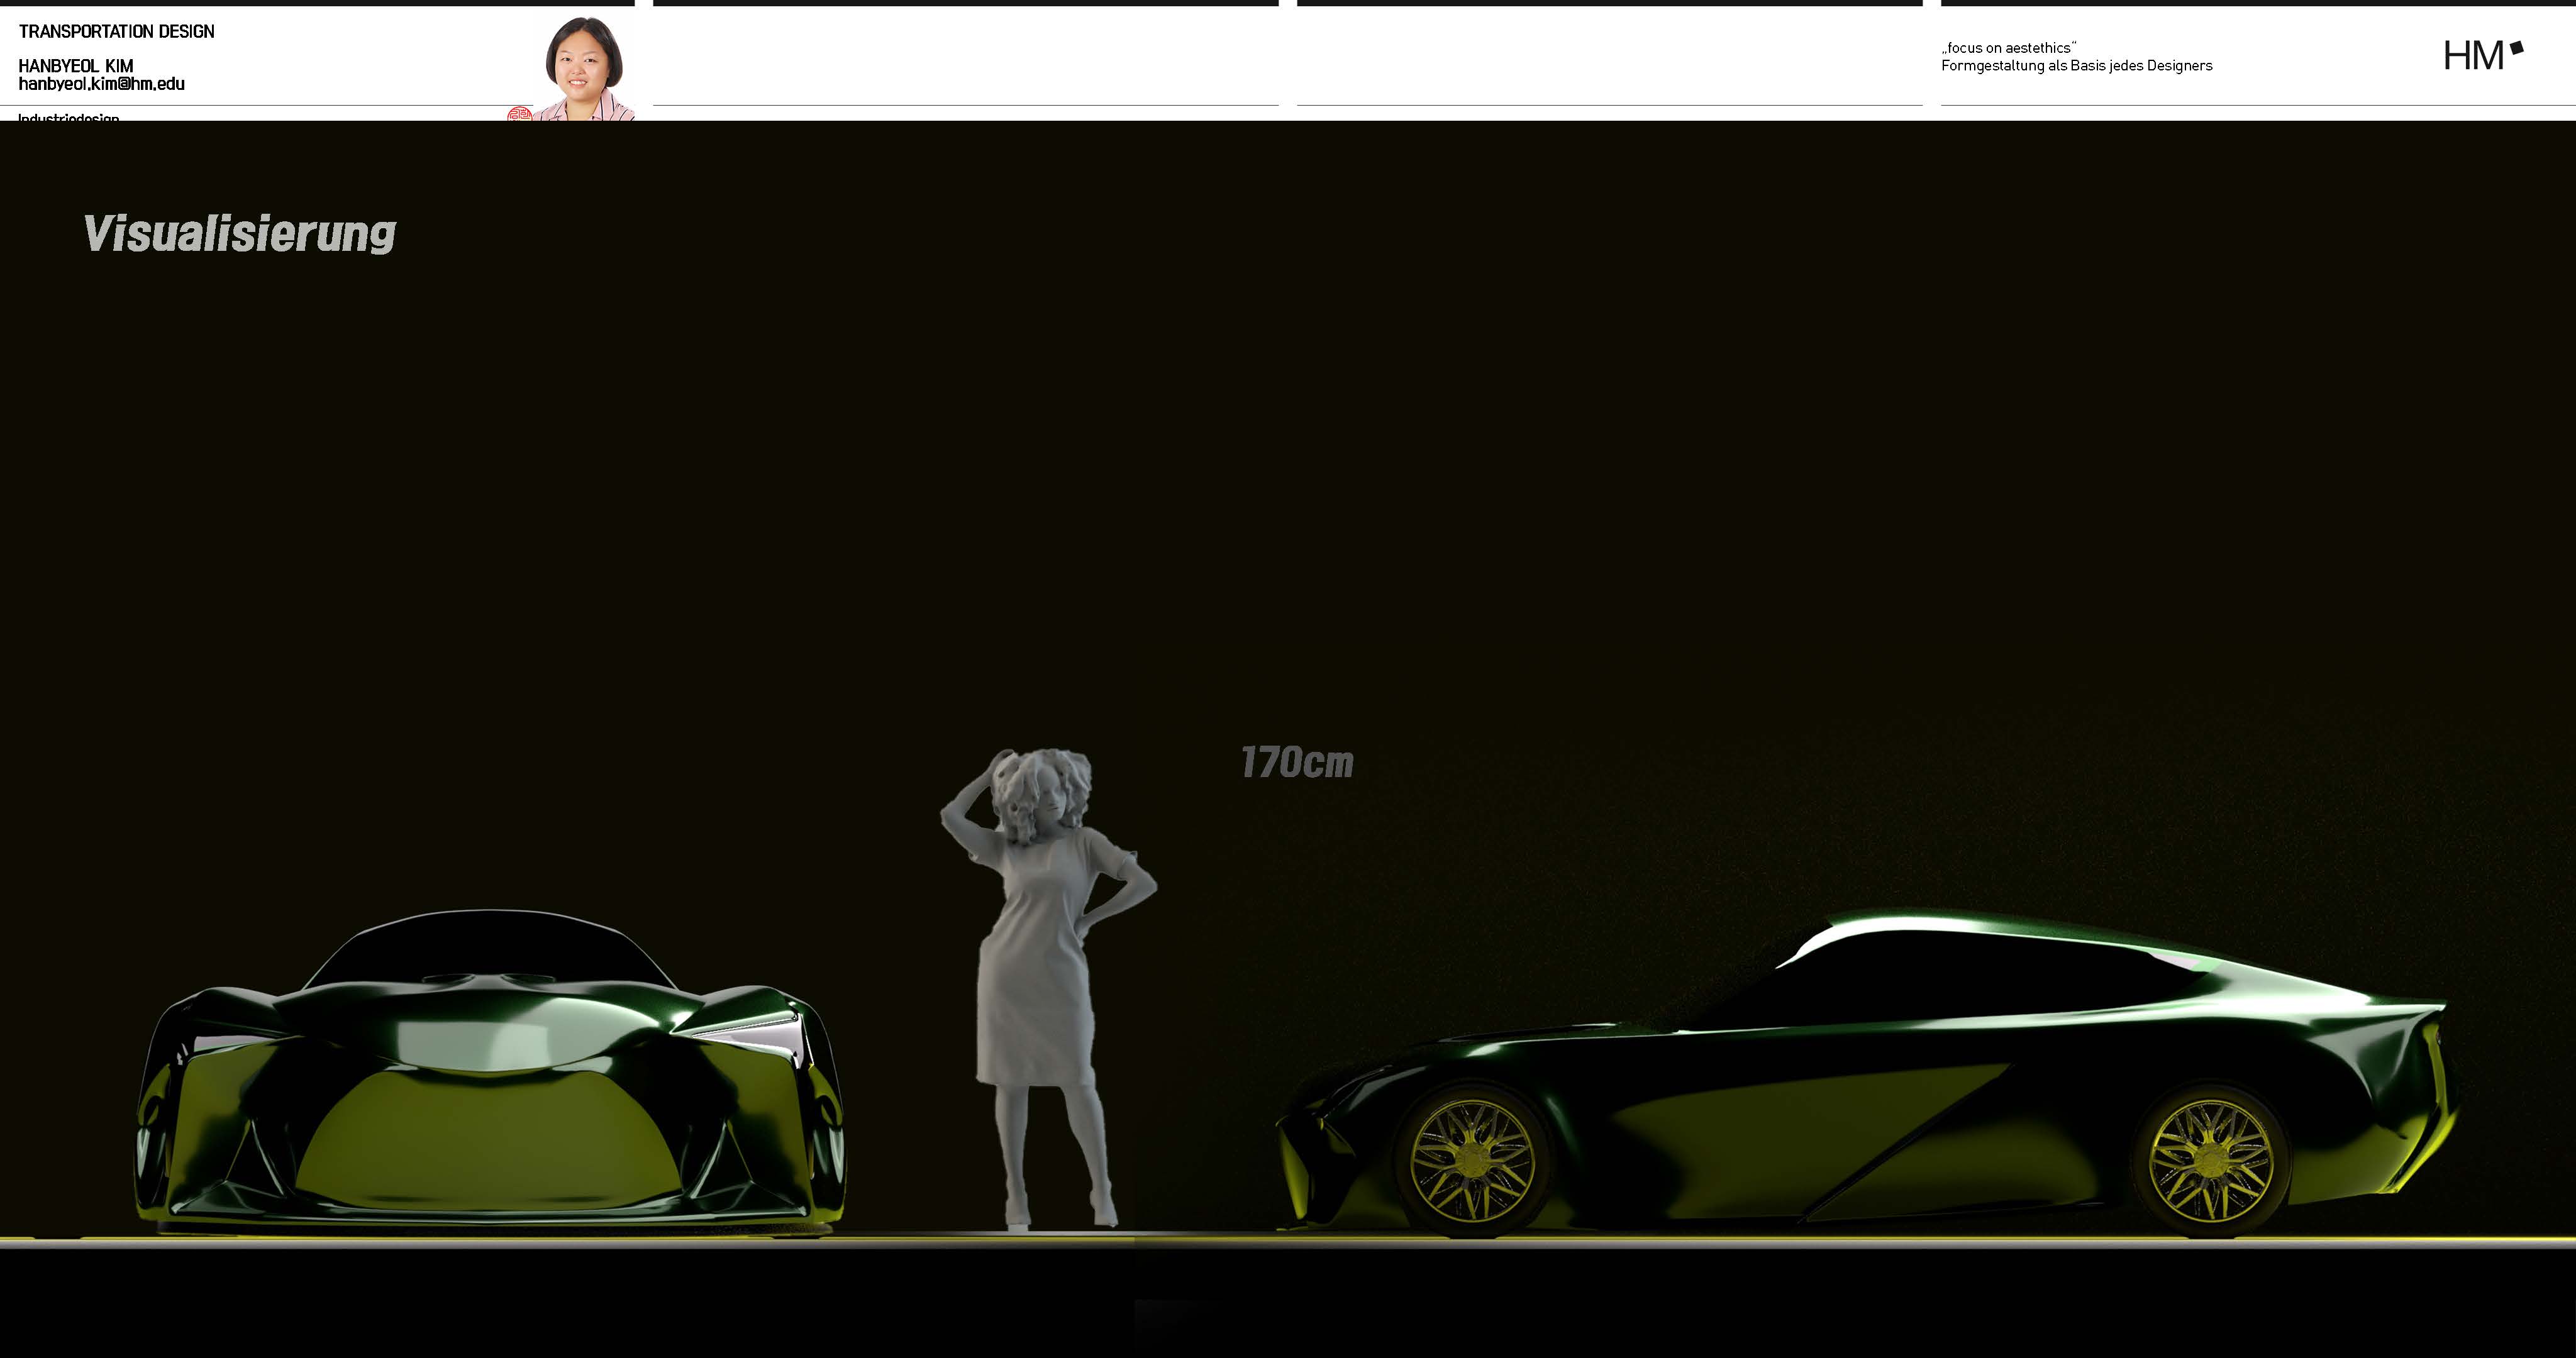 TRANSPORTATION DESIGN
HANBYEOL KIM
hanbyeol.kim@hm.edu
Industriedesign
„focus on aestethics“
Formgestaltung als Basis jedes Designers
HM
Visualisierung
170cm